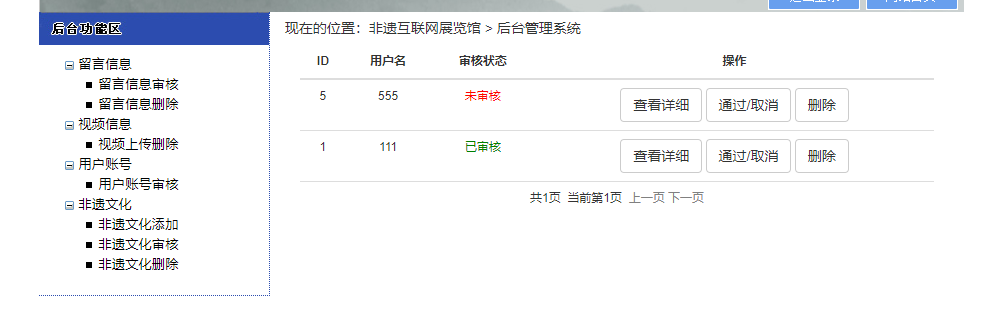 后台功能区
留言信息
留言信息审核
留言信息删除
视频信息
视频上传删除
用户账号
用户账号审核
非遗文化
非遗文化添加
非遗文化审核
非遗文化删除
现在的位置：非遗互联网展览馆 > 后台管理系统
ID 用户名 审核状态 操作
5 555 未审核 查看详细 通过/取消 删除
1 111 已审核 查看详细 通过/取消 删除
共1页 当前第1页 上一页 下一页